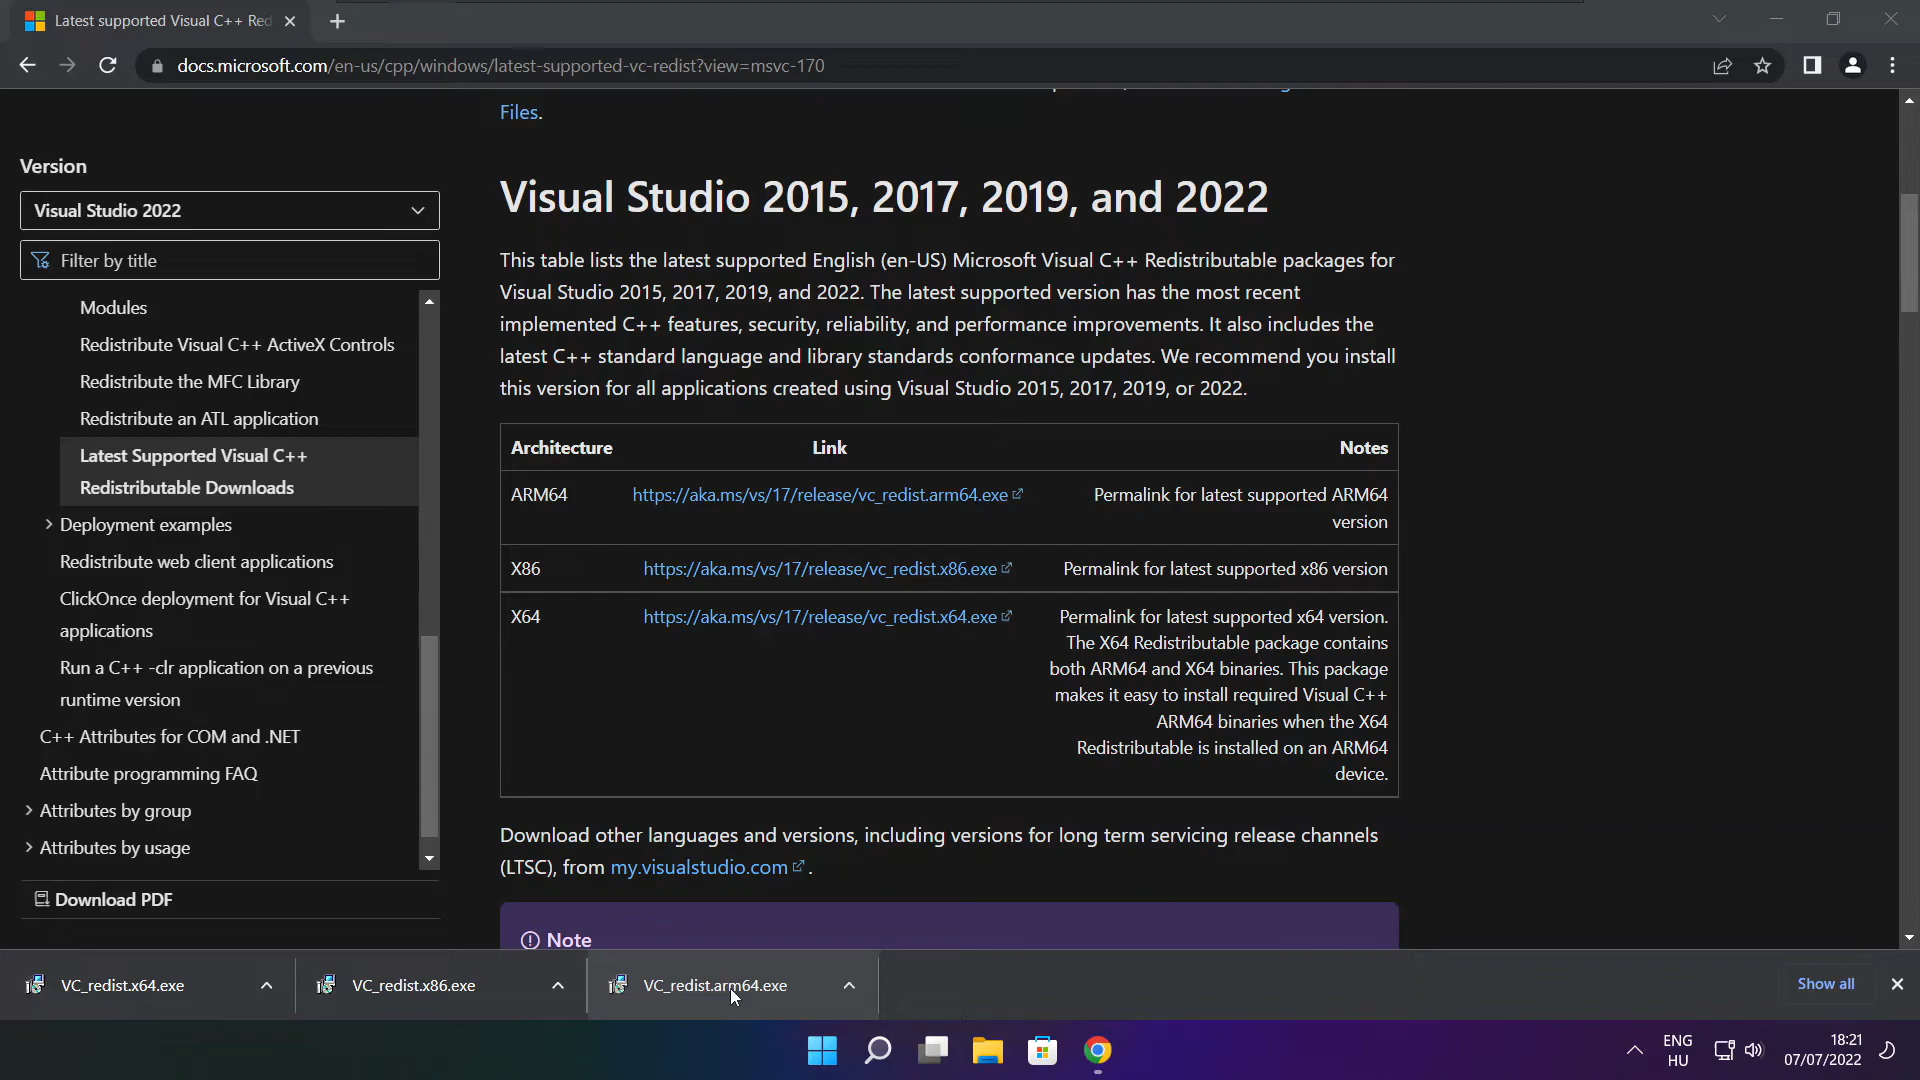 Latest supported Visual C++ Red
docs.microsoft.com/en-us/cpp/windows/latest-supported-vc-redist?view=msvc-170
Files.
Version
Visual Studio 2022
Filter by title
Modules
Redistribute Visual C++ ActiveX Controls
Redistribute the MFC Library
Redistribute an ATL application
Latest Supported Visual C++
Redistributable Downloads
Deployment examples
Redistribute web client applications
ClickOnce deployment for Visual C++
applications
Run a C++ -clr application on a previous
runtime version
C++ Attributes for COM and .NET
Attribute programming FAQ
Attributes by group
Attributes by usage
Download PDF
Visual Studio 2015, 2017, 2019, and 2022
This table lists the latest supported English (en-US) Microsoft Visual C++ Redistributable packages for
Visual Studio 2015, 2017, 2019, and 2022. The latest supported version has the most recent
implemented C++ features, security, reliability, and performance improvements. It also includes the
latest C++ standard language and library standards conformance updates. We recommend you install
this version for all applications created using Visual Studio 2015, 2017, 2019, or 2022.
Architecture Link Notes
ARM64 https://aka.ms/vs/17/release/vc_redist.arm64.exe Permalink for latest supported ARM64
version
X86 https://aka.ms/vs/17/release/vc_redist.x86.exe Permalink for latest supported x86 version
X64 https://aka.ms/vs/17/release/vc_redist.x64.exe Permalink for latest supported x64 version.
The X64 Redistributable package contains
both ARM64 and X64 binaries. This package
makes it easy to install required Visual C++
ARM64 binaries when the X64
Redistributable is installed on an ARM64
device.
Download other languages and versions, including versions for long term servicing release channels
(LTSC), from my.visualstudio.com .
Note
VC_redist.x64.exe
VC_redist.x86.exe
VC_redist.arm64.exe
Show all
ENG
HU
18:21
07/07/2022